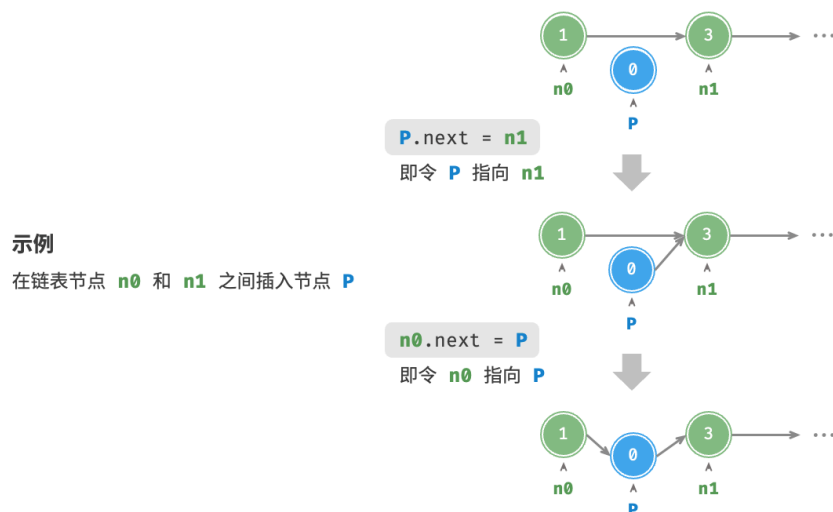 1 3 ...
0
n0 n1
P
P.next = n1
即令 P 指向 n1
1 3 ...
示例
0
在链表节点 n0 和 n1 之间插入节点 P
n0 n1
P
n0.next = P
即令 n0 指向 P
1 3 ...
0
n0 n1
P